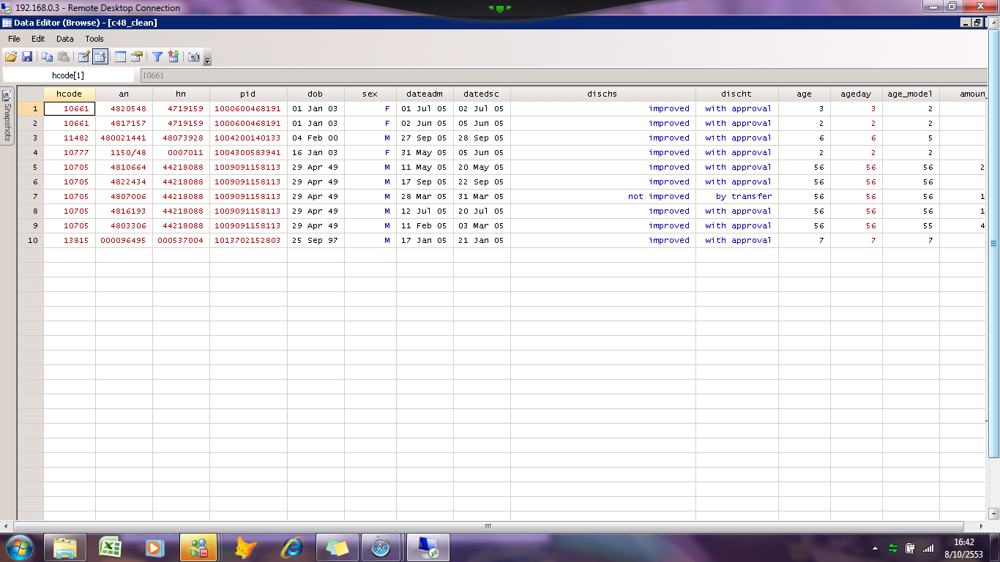 192.168.0.3 - Remote Desktop Connection
Data Editor (Browse) - [c48_clean]
File Edit Data Tools
hcode[1] 10661
Snapshots
hcode an hn pid dob sex dateadm datedsc dischs discht age ageday age_model amoun_
1 10661 4820548 4719159 1000600468191 01 Jan 03 F 01 Jul 05 02 Jul 05 improved with approval 3 3 2
2 10661 4817157 4719159 1000600468191 01 Jan 03 F 02 Jun 05 05 Jun 05 improved with approval 2 2 2
3 11482 480021441 48073928 1004200140133 04 Feb 00 M 27 Sep 05 28 Sep 05 improved with approval 6 6 5
4 10777 1150/48 0007011 1004300583941 16 Jan 03 F 31 May 05 05 Jun 05 improved with approval 2 2 2
5 10705 4810664 44218088 1009091158113 29 Apr 49 M 11 May 05 20 May 05 improved with approval 56 56 56 2
6 10705 4822434 44218088 1009091158113 29 Apr 49 M 17 Sep 05 22 Sep 05 improved with approval 56 56 56
7 10705 4807006 44218088 1009091158113 29 Apr 49 M 28 Mar 05 31 Mar 05 not improved by transfer 56 56 56 1
8 10705 4816193 44218088 1009091158113 29 Apr 49 M 12 Jul 05 20 Jul 05 improved with approval 56 56 56 1
9 10705 4803306 44218088 1009091158113 29 Apr 49 M 11 Feb 05 03 Mar 05 improved with approval 56 56 55 4
10 13815 000096495 000537004 1013702152803 25 Sep 97 M 17 Jan 05 21 Jan 05 improved with approval 7 7 7
16:42
8/10/2553